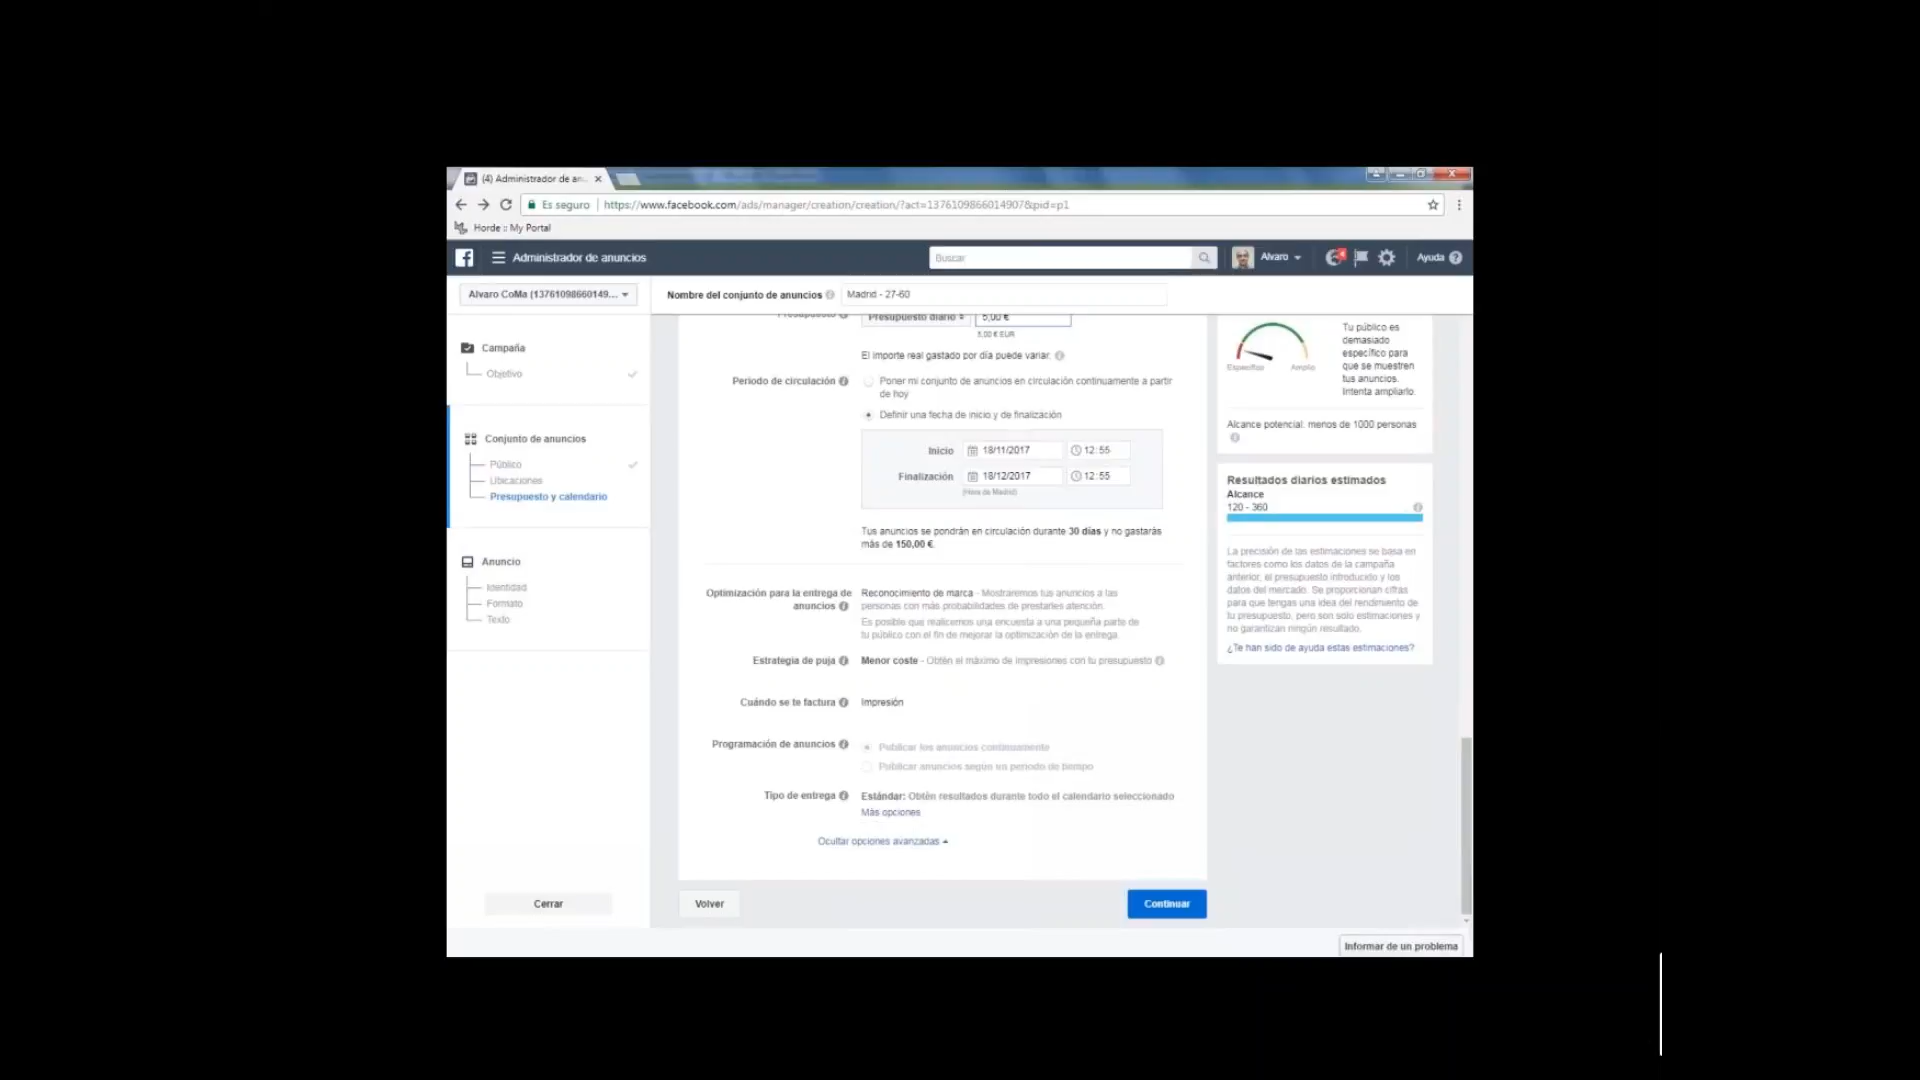 (4) Administrador de an...
Es seguro | https://www.facebook.com/ads/manager/creation/creation/?act=1376109866014907&pid=p1
Horde :: My Portal
Administrador de anuncios
Buscar
Alvaro
Ayuda
Alvaro CoMa (13761098660149...
Nombre del conjunto de anuncios
Madrid - 27-60
Campaña
Objetivo
Conjunto de anuncios
Público
Ubicaciones
Presupuesto y calendario
Anuncio
Identidad
Formato
Texto
Cerrar
Presupuesto
Presupuesto diario
5,00 €
5,00 € EUR
El importe real gastado por día puede variar.
Periodo de circulación
Poner mi conjunto de anuncios en circulación continuamente a partir
de hoy
Definir una fecha de inicio y de finalización
Inicio 18/11/2017 12:55
Finalización 18/12/2017 12:55
(Hora de Madrid)
Tus anuncios se pondrán en circulación durante 30 días y no gastarás
más de 150,00 €.
Optimización para la entrega de
anuncios
Reconocimiento de marca - Mostraremos tus anuncios a las
personas con más probabilidades de prestarles atención.
Es posible que realicemos una encuesta a una pequeña parte de
tu público con el fin de mejorar la optimización de la entrega.
Estrategia de puja
Menor coste - Obtén el máximo de impresiones con tu presupuesto
Cuándo se te factura
Impresión
Programación de anuncios
Publicar los anuncios continuamente
Publicar anuncios según un periodo de tiempo
Tipo de entrega
Estándar: Obtén resultados durante todo el calendario seleccionado
Más opciones
Ocultar opciones avanzadas
Volver
Continuar
Específico
Amplio
Tu público es
demasiado
específico para
que se muestren
tus anuncios.
Intenta ampliarlo.
Alcance potencial: menos de 1000 personas
Resultados diarios estimados
Alcance
120 - 360
La precisión de las estimaciones se basa en
factores como los datos de la campaña
anterior, el presupuesto introducido y los
datos del mercado. Se proporcionan cifras
para que tengas una idea del rendimiento de
tu presupuesto, pero son solo estimaciones y
no garantizan ningún resultado.
¿Te han sido de ayuda estas estimaciones?
Informar de un problema